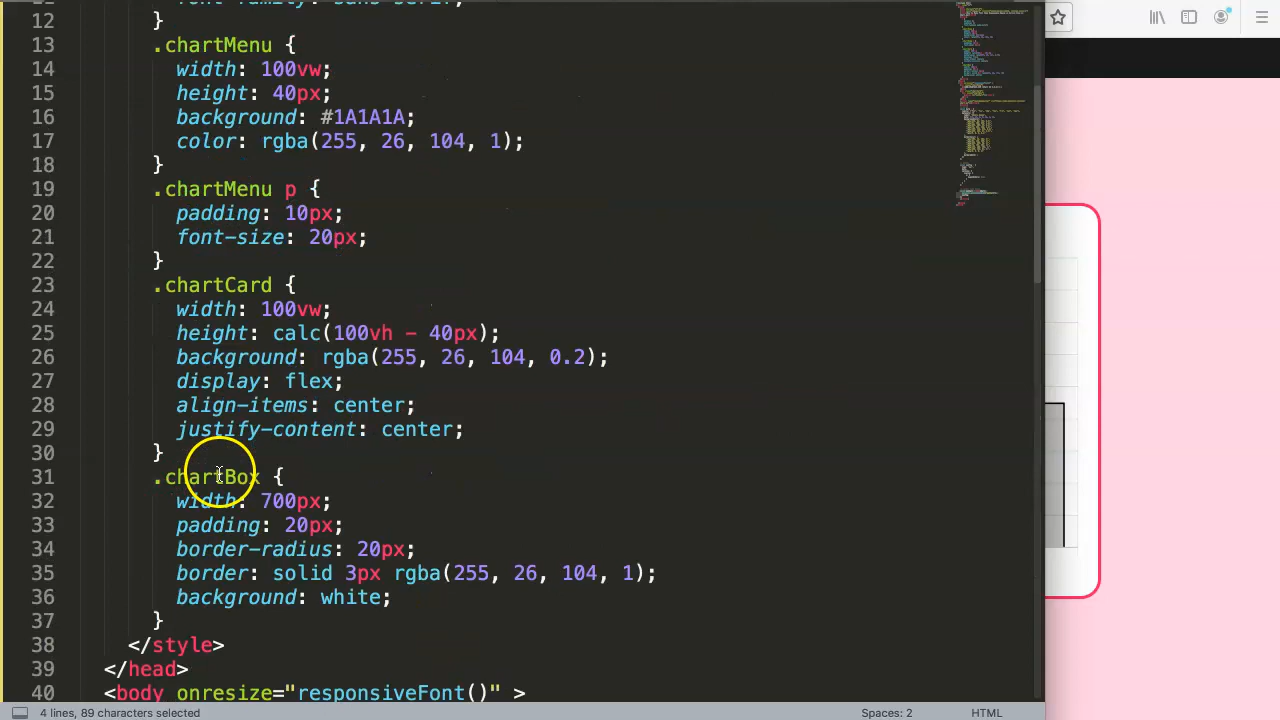 font-family: sans-serif;
12 }
13 .chartMenu {
14 width: 100vw;
15 height: 40px;
16 background: #1A1A1A;
17 color: rgba(255, 26, 104, 1);
18 }
19 .chartMenu p {
20 padding: 10px;
21 font-size: 20px;
22 }
23 .chartCard {
24 width: 100vw;
25 height: calc(100vh - 40px);
26 background: rgba(255, 26, 104, 0.2);
27 display: flex;
28 align-items: center;
29 justify-content: center;
30 }
31 .chartBox {
32 width: 700px;
33 padding: 20px;
34 border-radius: 20px;
35 border: solid 3px rgba(255, 26, 104, 1);
36 background: white;
37 }
38 </style>
39 </head>
40 <body onresize="responsiveFont()" >
4 lines, 89 characters selected
Spaces: 2
HTML